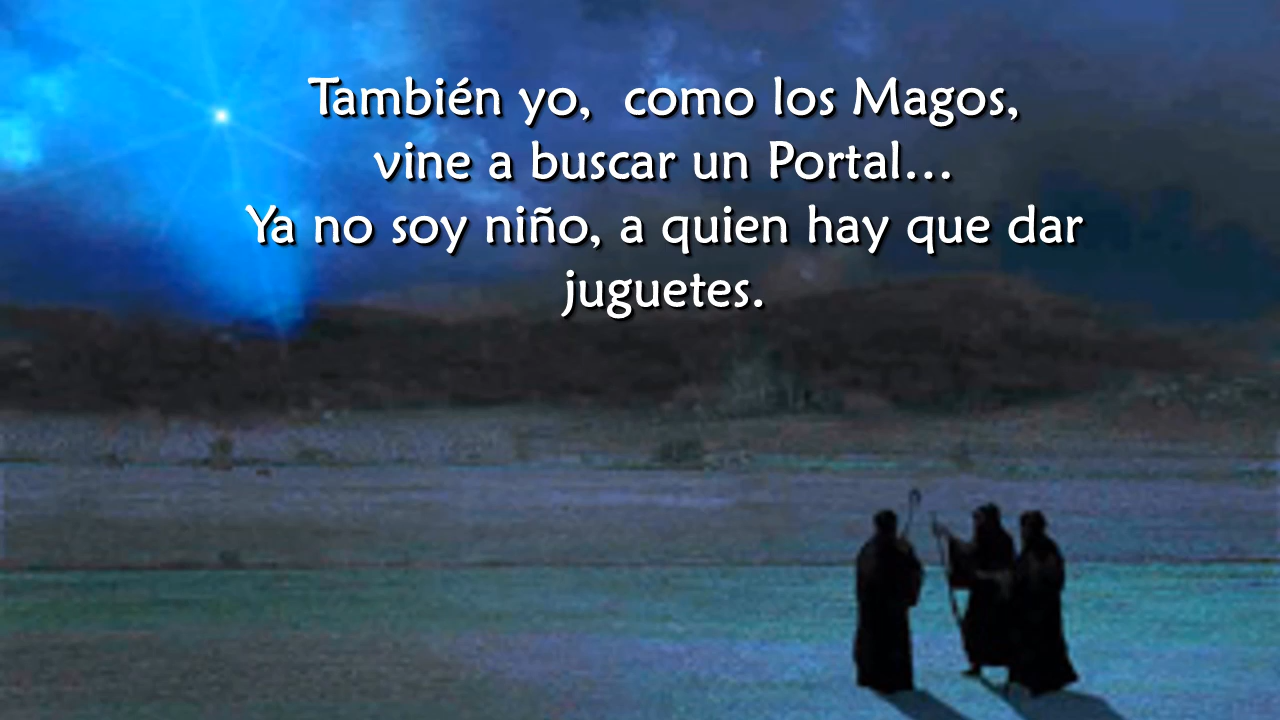 También yo,  como los Magos,
vine a buscar un Portal…
Ya no soy niño, a quien hay que dar
juguetes.